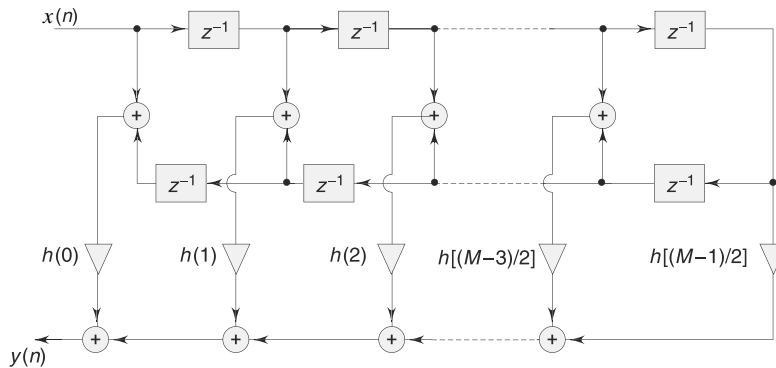 x(n)
z⁻¹ z⁻¹ z⁻¹
+ + + +
z⁻¹ z⁻¹ z⁻¹
h(0) h(1) h(2) h[(M−3)/2] h[(M−1)/2]
+ + + +
y(n)